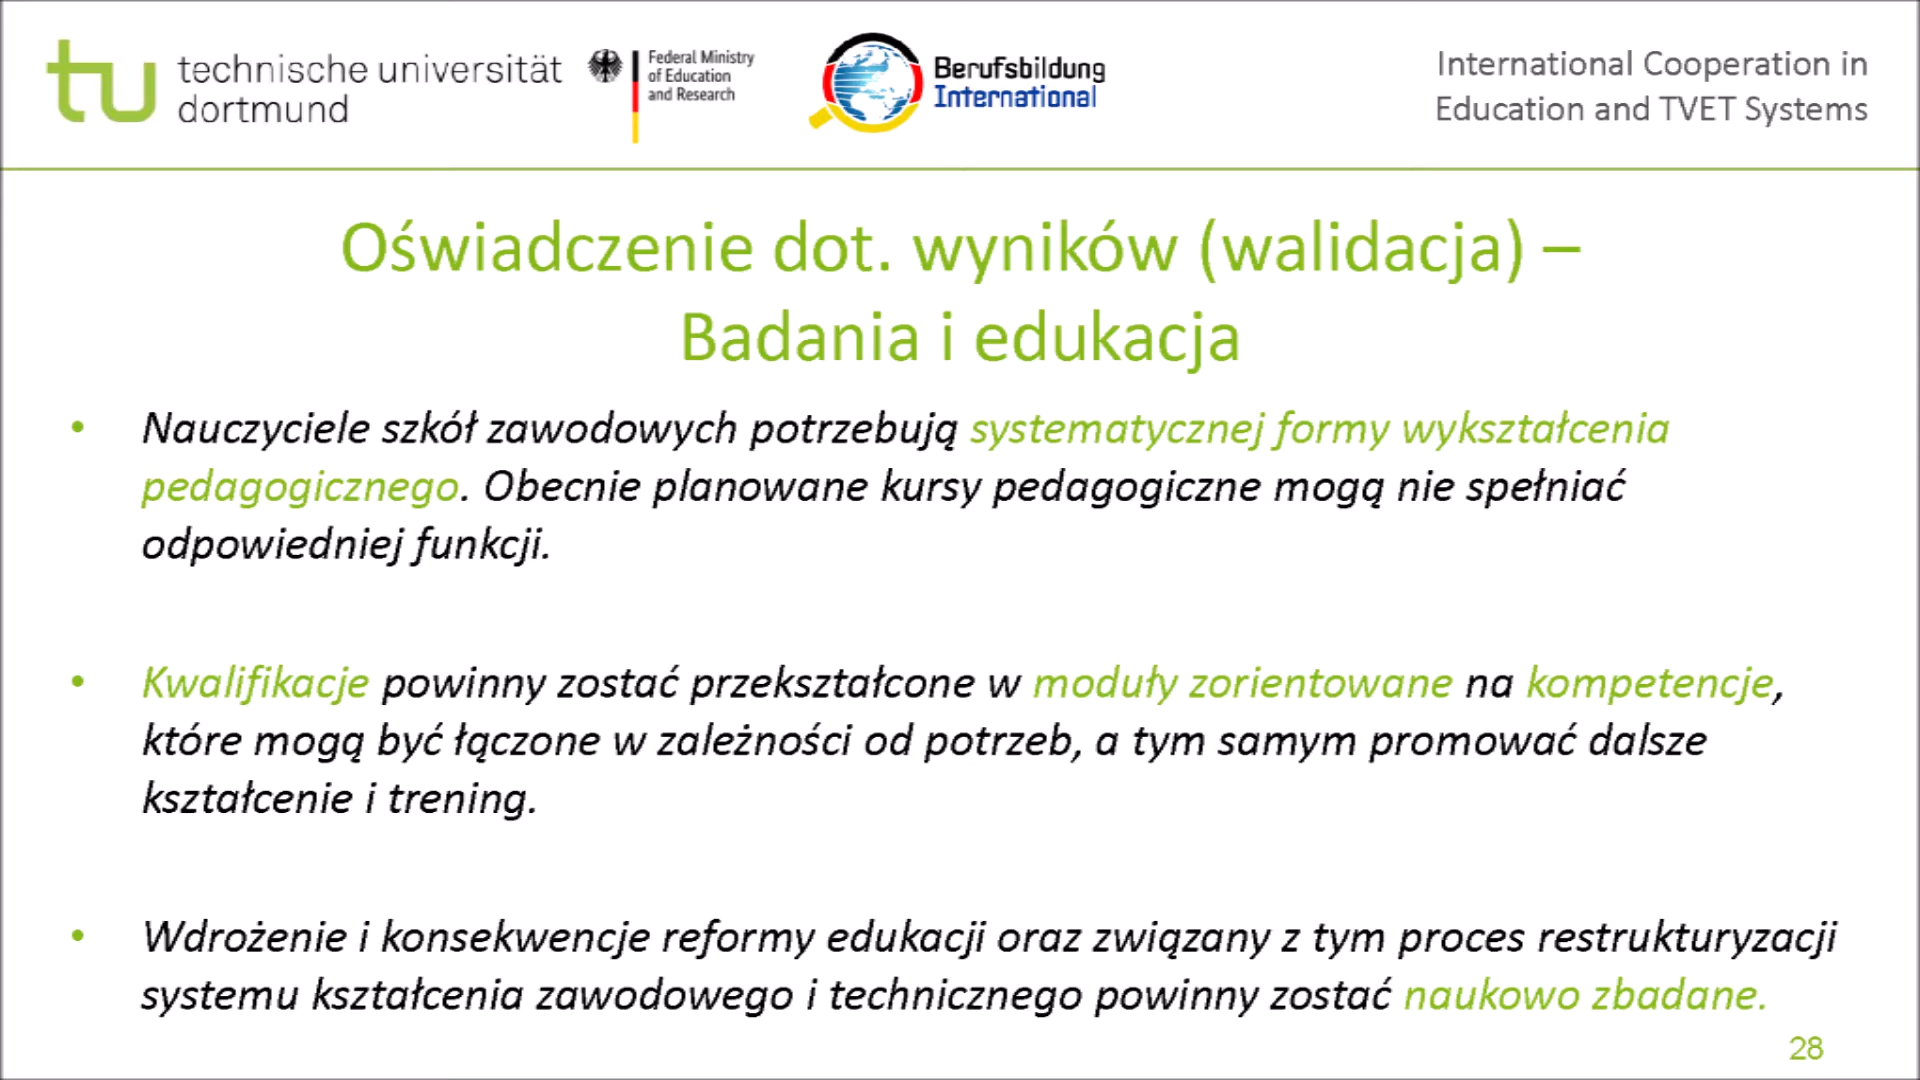 technische universität
dortmund
Federal Ministry
of Education
and Research
Berufsbildung
International
International Cooperation in
Education and TVET Systems
Oświadczenie dot. wyników (walidacja) –
Badania i edukacja
• Nauczyciele szkół zawodowych potrzebują systematycznej formy wykształcenia
pedagogicznego. Obecnie planowane kursy pedagogiczne mogą nie spełniać
odpowiedniej funkcji.
• Kwalifikacje powinny zostać przekształcone w moduły zorientowane na kompetencje,
które mogą być łączone w zależności od potrzeb, a tym samym promować dalsze
kształcenie i trening.
• Wdrożenie i konsekwencje reformy edukacji oraz związany z tym proces restrukturyzacji
systemu kształcenia zawodowego i technicznego powinny zostać naukowo zbadane.
28